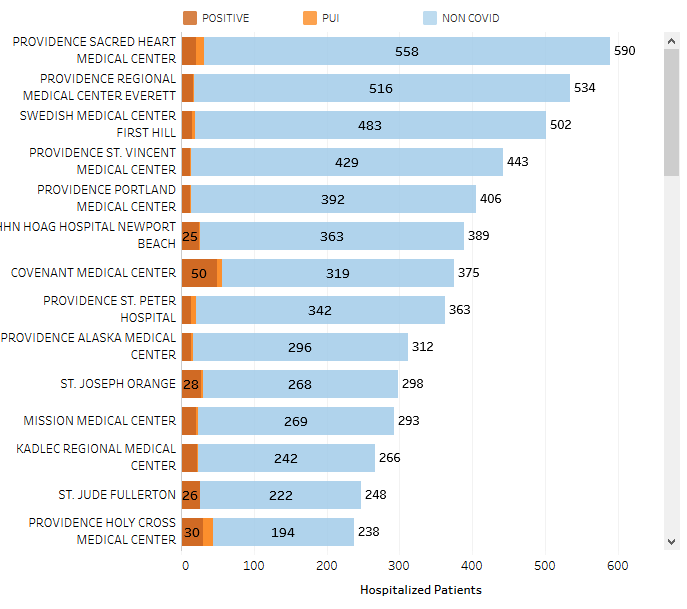 POSITIVE PUI NON COVID
PROVIDENCE SACRED HEART
MEDICAL CENTER
558 590
PROVIDENCE REGIONAL
MEDICAL CENTER EVERETT
516 534
SWEDISH MEDICAL CENTER
FIRST HILL
483 502
PROVIDENCE ST. VINCENT
MEDICAL CENTER
429 443
PROVIDENCE PORTLAND
MEDICAL CENTER
392 406
HN HOAG HOSPITAL NEWPORT
BEACH
25 363 389
COVENANT MEDICAL CENTER 50 319 375
PROVIDENCE ST. PETER
HOSPITAL
342 363
PROVIDENCE ALASKA MEDICAL
CENTER
296 312
ST. JOSEPH ORANGE 28 268 298
MISSION MEDICAL CENTER 269 293
KADLEC REGIONAL MEDICAL
CENTER
242 266
ST. JUDE FULLERTON 26 222 248
PROVIDENCE HOLY CROSS
MEDICAL CENTER
30 194 238
0 100 200 300 400 500 600
Hospitalized Patients